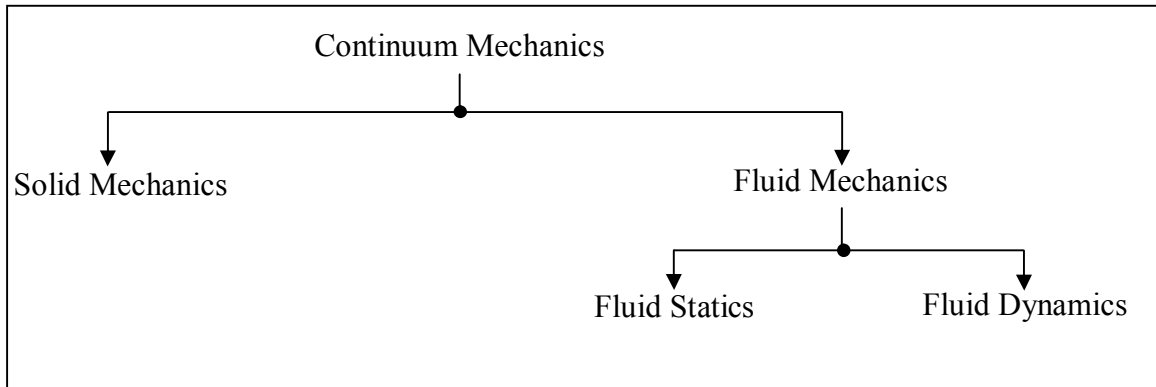 Continuum Mechanics
Solid Mechanics
Fluid Mechanics
Fluid Statics
Fluid Dynamics